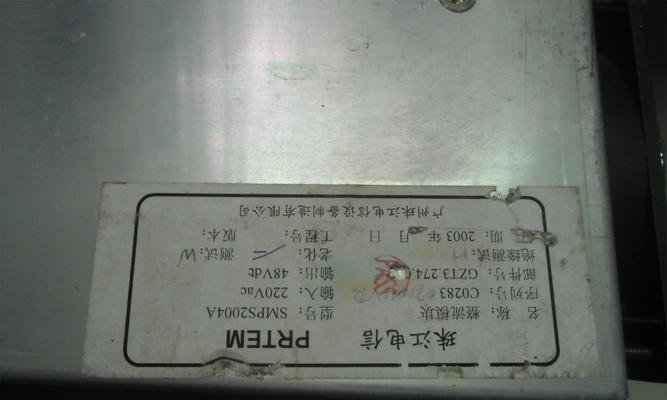 珠江电信 PRTEM
名 称：整流模块 型号：SMPS2004A
序列号：C0283 输入：220Vac
部件号：GZT3.274. 输出：48Vdt
绝缘测试：H 老化： 测试：W
日 期：2003 年 月 日 工程号： 版本：
广州珠江电信设备制造有限公司